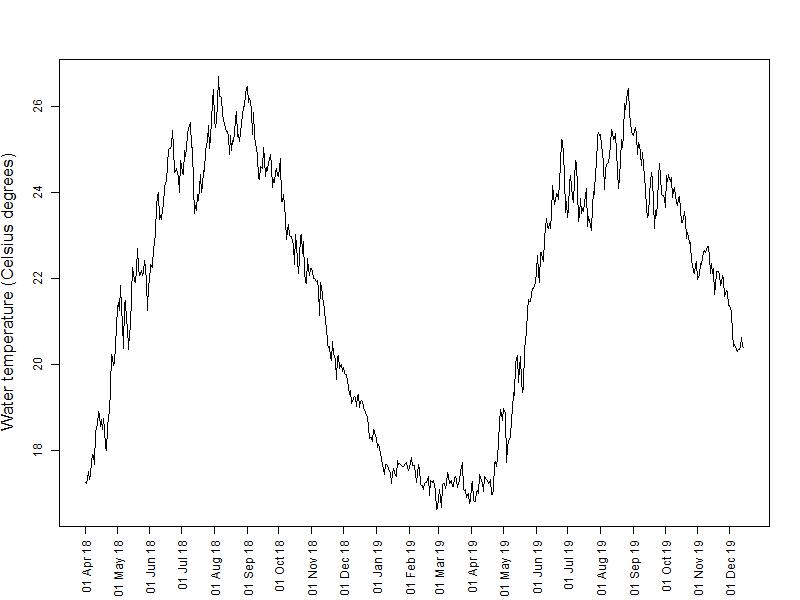 Water temperature (Celsius degrees)
26
24
22
20
18
01 Apr 18
01 May 18
01 Jun 18
01 Jul 18
01 Aug 18
01 Sep 18
01 Oct 18
01 Nov 18
01 Dec 18
01 Jan 19
01 Feb 19
01 Mar 19
01 Apr 19
01 May 19
01 Jun 19
01 Jul 19
01 Aug 19
01 Sep 19
01 Oct 19
01 Nov 19
01 Dec 19